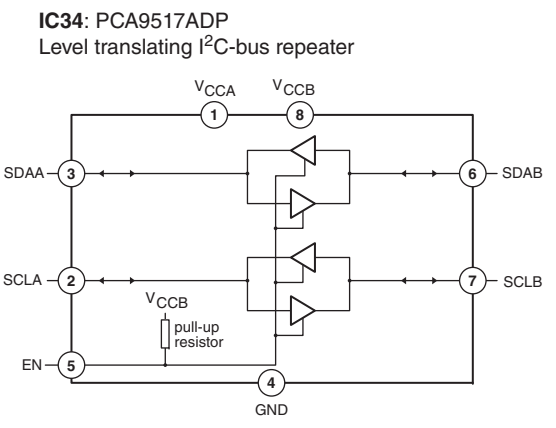 IC34: PCA9517ADP
Level translating I²C-bus repeater
VCCA VCCB
1 8
SDAA 3 6 SDAB
SCLA 2 7 SCLB
VCCB
pull-up
resistor
EN 5
4
GND